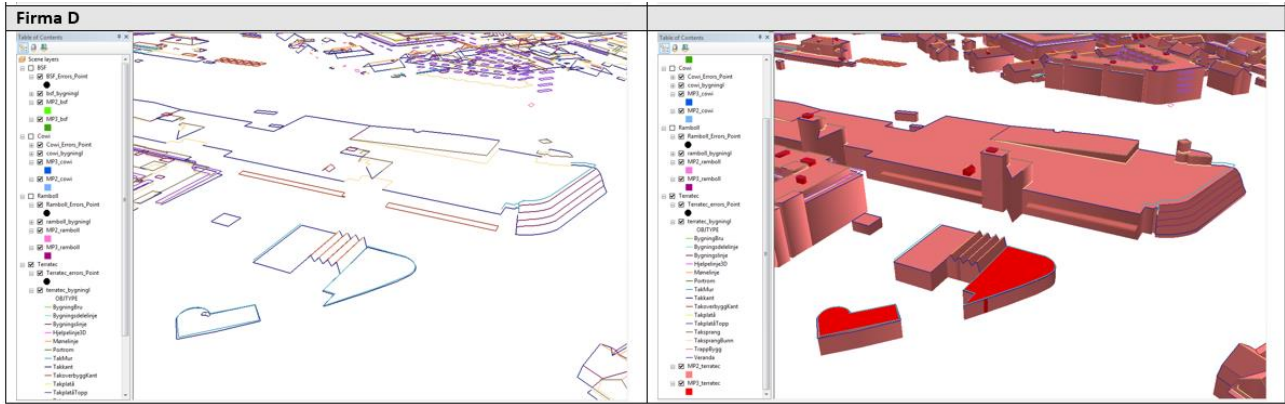 Firma D
Table of Contents
Scene layers
BSF
BSF_Errors_Point
bsf_bygningl
MP2_bsf
MP3_bsf
Cowi
Cowi_Errors_Point
cowi_bygningl
MP3_cowi
MP2_cowi
Ramboll
Ramboll_Errors_Point
ramboll_bygningl
MP2_ramboll
MP3_ramboll
Terratec
Terratec_errors_Point
terratec_bygningl
OBJTYPE
BygningBru
Bygningsdelelinje
Bygningslinje
Hjelpelinje3D
Mønelinje
Portrom
TakMur
Takkant
TakoverbyggKant
Takplatå
TakplatåTopp
Table of Contents
Cowi
Cowi_Errors_Point
cowi_bygningl
MP3_cowi
MP2_cowi
Ramboll
Ramboll_Errors_Point
ramboll_bygningl
MP2_ramboll
MP3_ramboll
Terratec
Terratec_errors_Point
terratec_bygningl
OBJTYPE
BygningBru
Bygningsdelelinje
Bygningslinje
Hjelpelinje3D
Mønelinje
Portrom
TakMur
Takkant
TakoverbyggKant
Takplatå
TakplatåTopp
Taksprang
TaksprangBunn
TrappBygg
Veranda
MP2_terratec
MP3_terratec